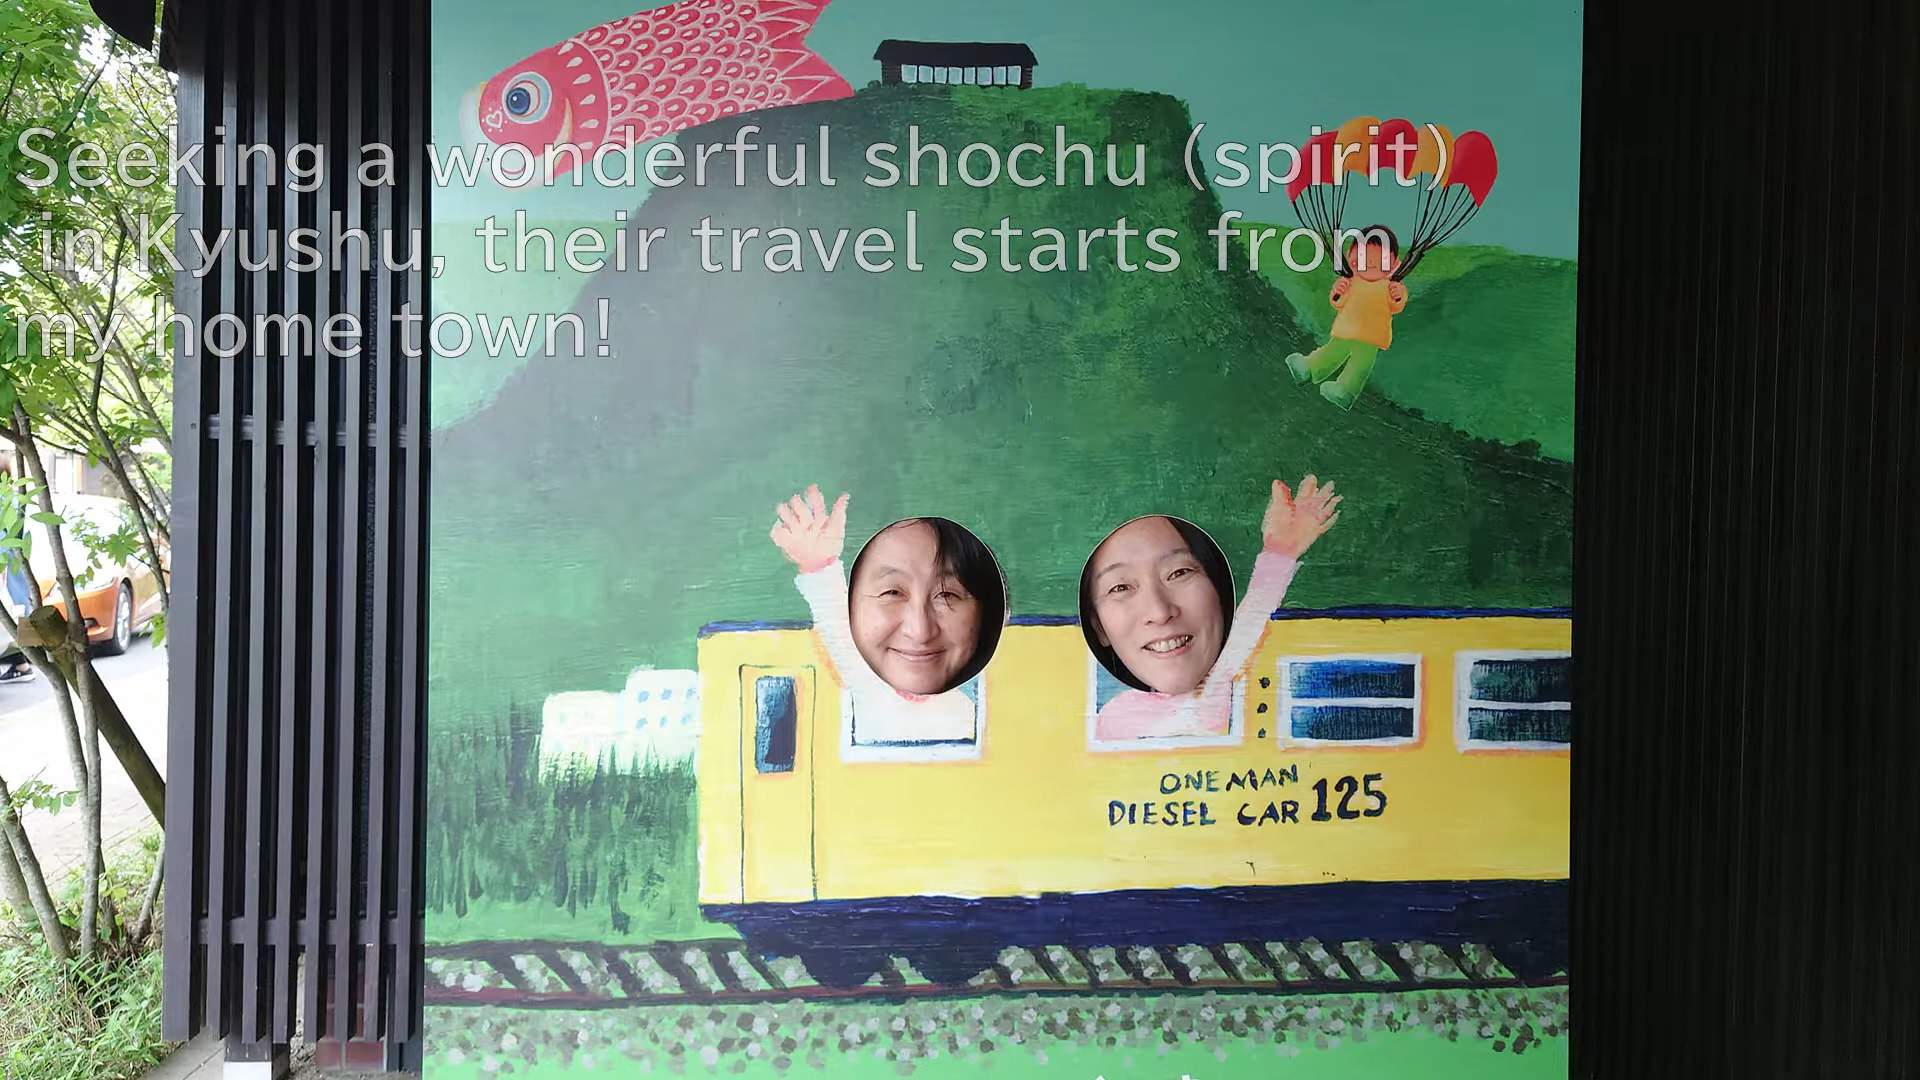 Seeking a wonderful shochu (spirit)
in Kyushu, their travel starts from
my home town!
ONE MAN
DIESEL CAR 125